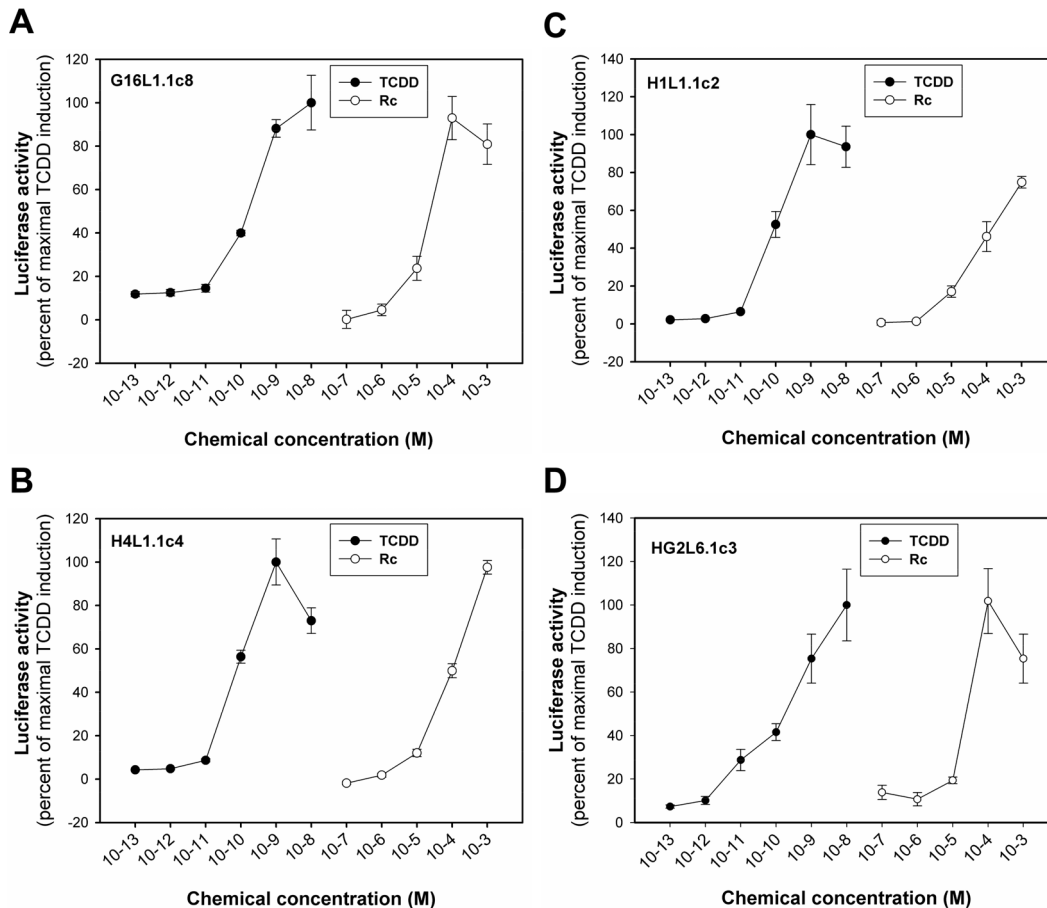 A
Luciferase activity
(percent of maximal TCDD induction)
120
100
80
60
40
20
0
-20
G16L1.1c8
TCDD
Rc
10-13
10-12
10-11
10-10
10-9
10-8
10-7
10-6
10-5
10-4
10-3
Chemical concentration (M)
B
Luciferase activity
(percent of maximal TCDD induction)
120
100
80
60
40
20
0
-20
H4L1.1c4
TCDD
Rc
10-13
10-12
10-11
10-10
10-9
10-8
10-7
10-6
10-5
10-4
10-3
Chemical concentration (M)
C
Luciferase activity
(percent of maximal TCDD induction)
140
120
100
80
60
40
20
0
-20
H1L1.1c2
TCDD
Rc
10-13
10-12
10-11
10-10
10-9
10-8
10-7
10-6
10-5
10-4
10-3
Chemical concentration (M)
D
Luciferase activity
(percent of maximal TCDD induction)
140
120
100
80
60
40
20
0
HG2L6.1c3
TCDD
Rc
10-13
10-12
10-11
10-10
10-9
10-8
10-7
10-6
10-5
10-4
10-3
Chemical concentration (M)